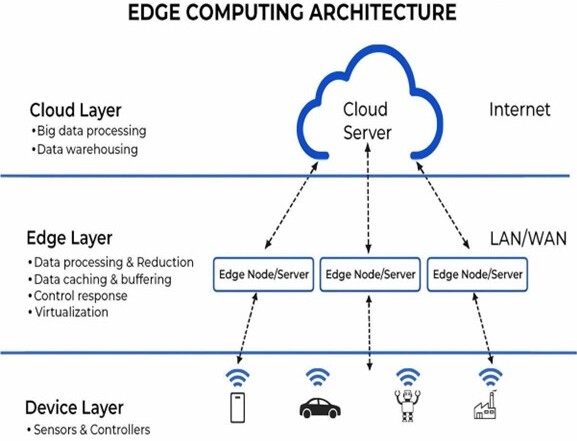 EDGE COMPUTING ARCHITECTURE
Cloud Layer
•Big data processing
•Data warehousing
Cloud
Server
Internet
Edge Layer
•Data processing & Reduction
•Data caching & buffering
•Control response
•Virtualization
LAN/WAN
Edge Node/Server
Edge Node/Server
Edge Node/Server
Device Layer
•Sensors & Controllers